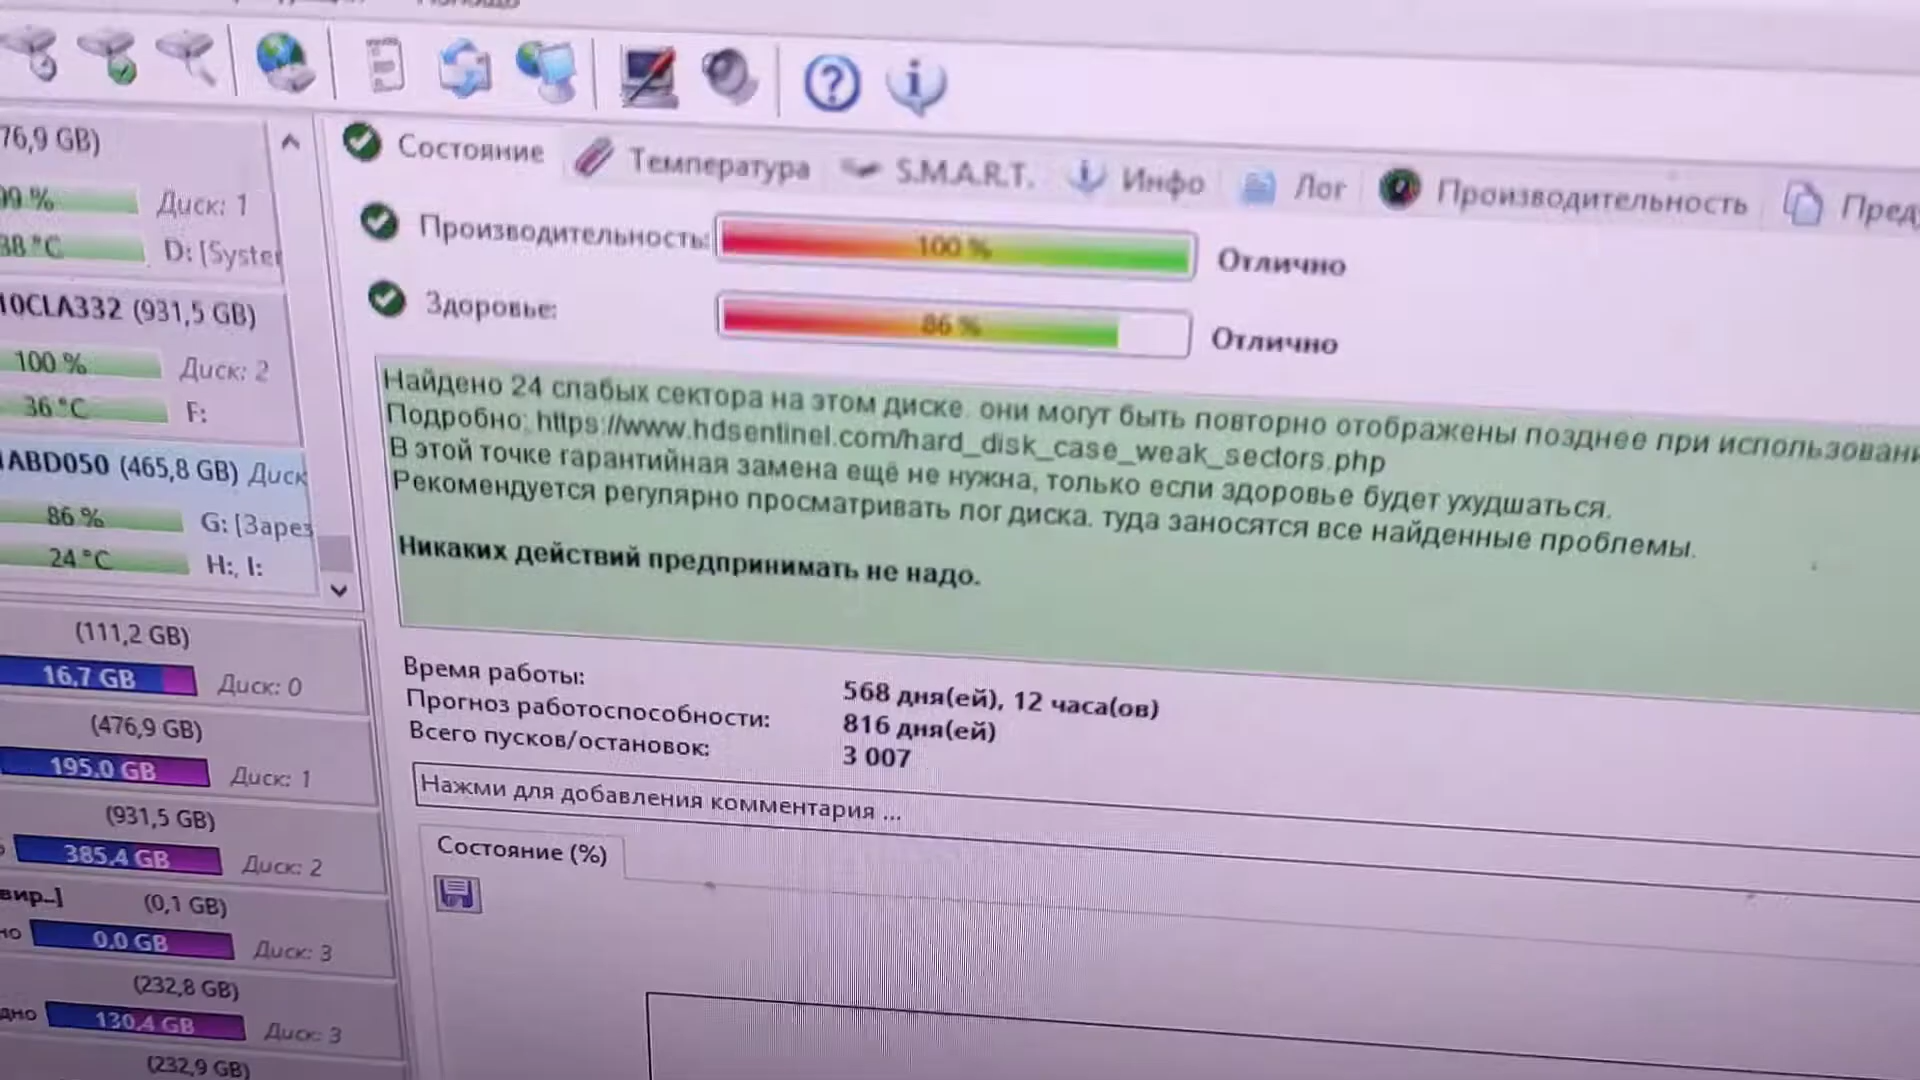 76,9 GB)
Диск: 1
38 °C
D: [System
10CLA332 (931,5 GB)
100 %
Диск: 2
36 °C
F:
1ABD050 (465,8 GB) Диск
86 %
G: [Зарез
24 °C
H:, I:
(111,2 GB)
16,7 GB
Диск: 0
(476,9 GB)
195,0 GB
Диск: 1
(931,5 GB)
385,4 GB
Диск: 2
(0,1 GB)
0,0 GB
Диск: 3
(232,8 GB)
130,4 GB
Диск: 3
(232,9 GB)
Состояние
Температура
S.M.A.R.T.
Инфо
Лог
Производительность
Пред
Производительность:
100 %
Отлично
Здоровье:
86 %
Отлично
Найдено 24 слабых сектора на этом диске. они могут быть повторно отображены позднее при использовани
Подробно: https://www.hdsentinel.com/hard_disk_case_weak_sectors.php
В этой точке гарантийная замена ещё не нужна, только если здоровье будет ухудшаться.
Рекомендуется регулярно просматривать лог диска. туда заносятся все найденные проблемы.
Никаких действий предпринимать не надо.
Время работы:
568 дня(ей), 12 часа(ов)
Прогноз работоспособности:
816 дня(ей)
Всего пусков/остановок:
3 007
Нажми для добавления комментария ...
Состояние (%)